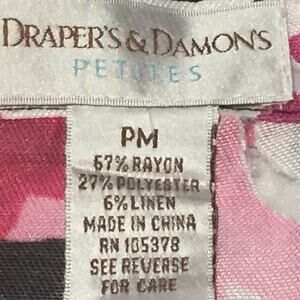 DRAPER'S & DAMON'S
PETITES
PM
67% RAYON
27% POLYESTER
6% LINEN
MADE IN CHINA
RN 105378
SEE REVERSE
FOR CARE